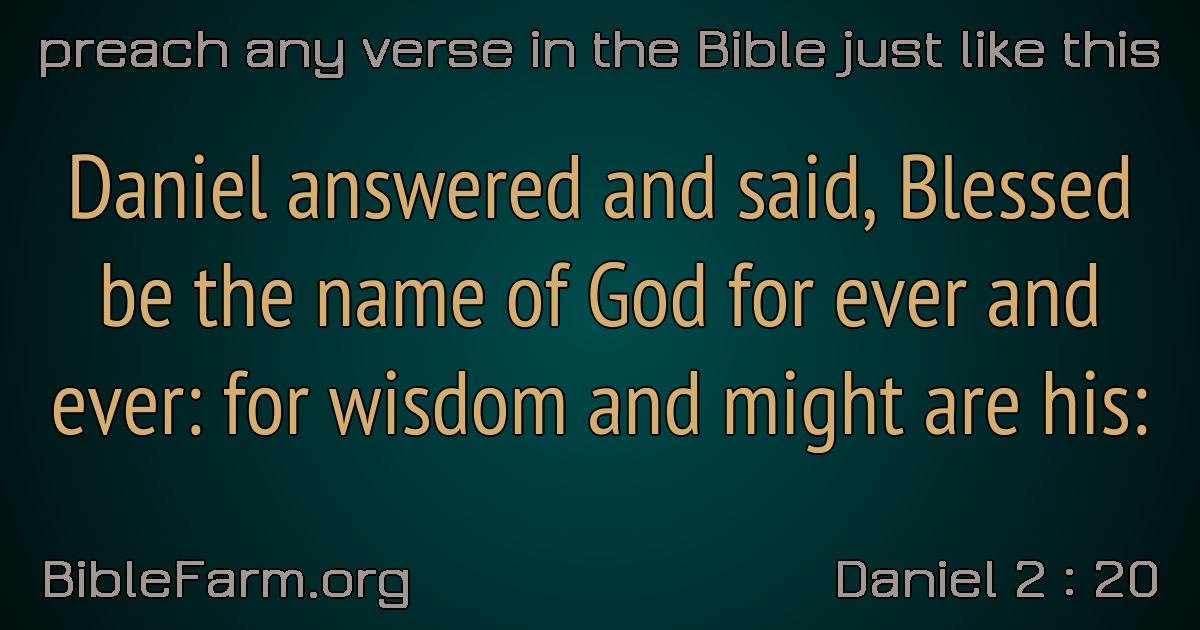 preach any verse in the Bible just like this
Daniel answered and said, Blessed
be the name of God for ever and
ever: for wisdom and might are his:
BibleFarm.org
Daniel 2 : 20